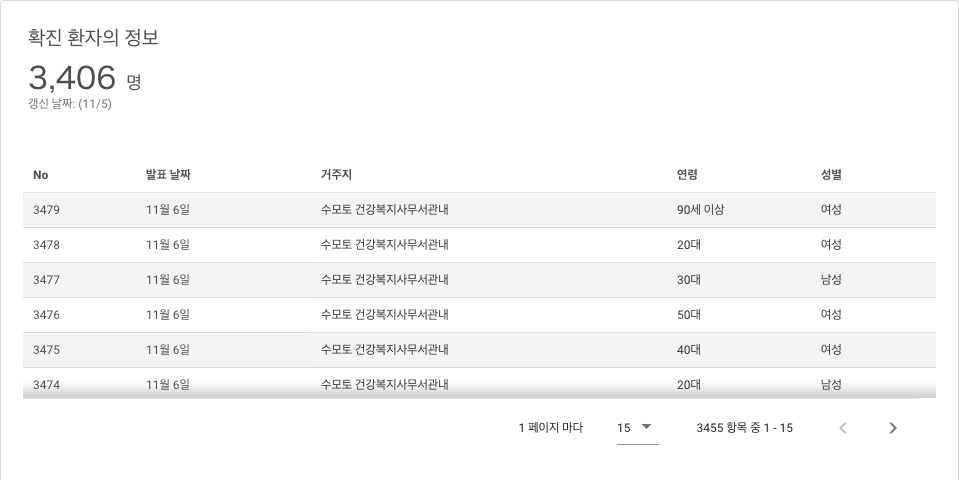 확진 환자의 정보
3,406 명
갱신 날짜: (11/5)
No 발표 날짜 거주지 연령 성별
3479 11월 6일 수모토 건강복지사무서관내 90세 이상 여성
3478 11월 6일 수모토 건강복지사무서관내 20대 여성
3477 11월 6일 수모토 건강복지사무서관내 30대 남성
3476 11월 6일 수모토 건강복지사무서관내 50대 여성
3475 11월 6일 수모토 건강복지사무서관내 40대 여성
3474 11월 6일 수모토 건강복지사무서관내 20대 남성
1 페이지 마다 15 3455 항목 중 1 - 15